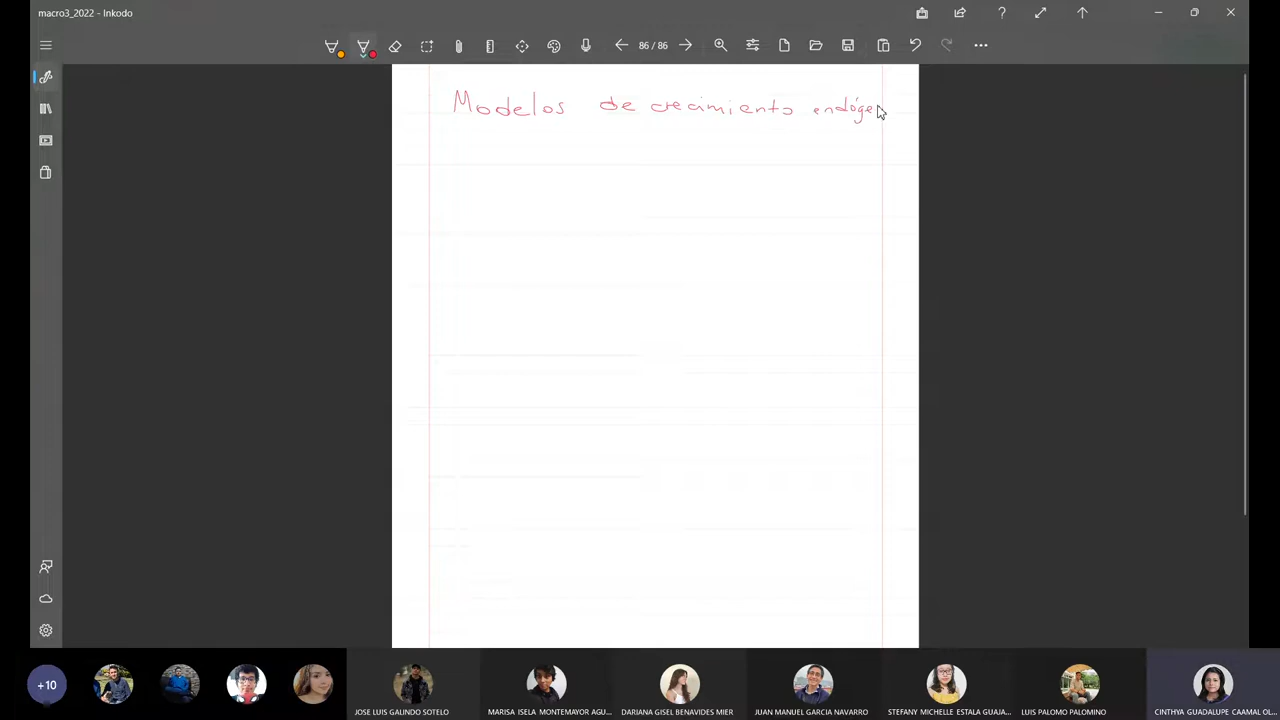 macro3_2022 - Inkodo
86 / 86
Modelos de crecimiento endóge
+10
JOSE LUIS GALINDO SOTELO
MARISA ISELA MONTEMAYOR AGU...
DARIANA GISEL BENAVIDES MIER
JUAN MANUEL GARCIA NAVARRO
STEFANY MICHELLE ESTALA GUAJA...
LUIS PALOMO PALOMINO
CINTHYA GUADALUPE CAAMAL OL...